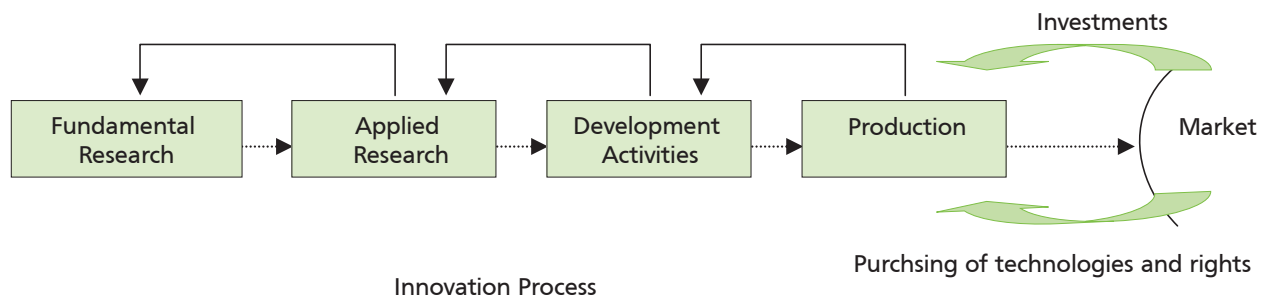 Investments
Fundamental
Research
Applied
Research
Development
Activities
Production
Market
Purchsing of technologies and rights
Innovation Process